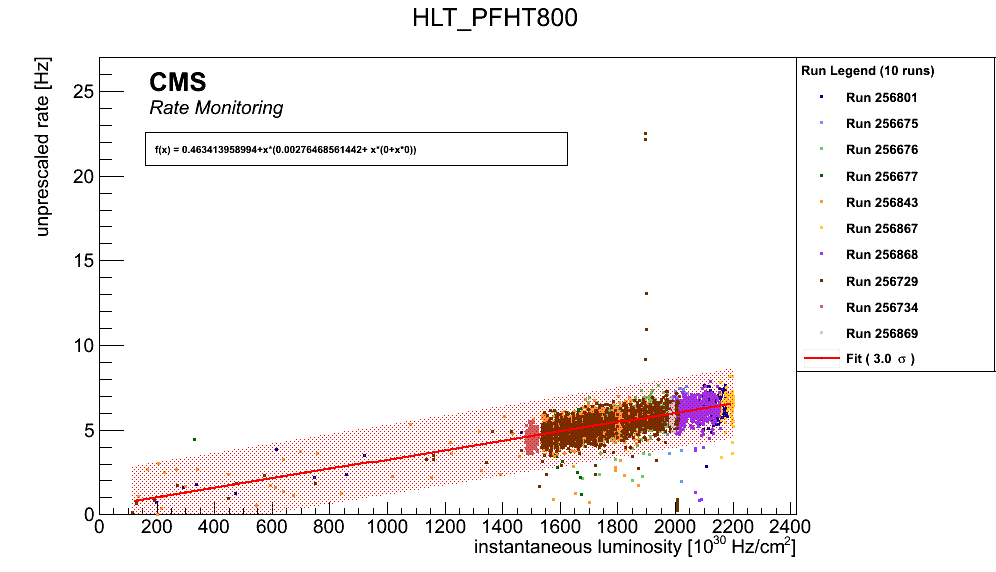 HLT_PFHT800
unprescaled rate [Hz]
CMS
Rate Monitoring
f(x) = 0.463413958994+x*(0.00276468561442+ x*(0+x*0))
25
20
15
10
5
0
0 200 400 600 800 1000 1200 1400 1600 1800 2000 2200 2400
instantaneous luminosity [10³⁰ Hz/cm²]
Run Legend (10 runs)
Run 256801
Run 256675
Run 256676
Run 256677
Run 256843
Run 256867
Run 256868
Run 256729
Run 256734
Run 256869
Fit ( 3.0 σ )